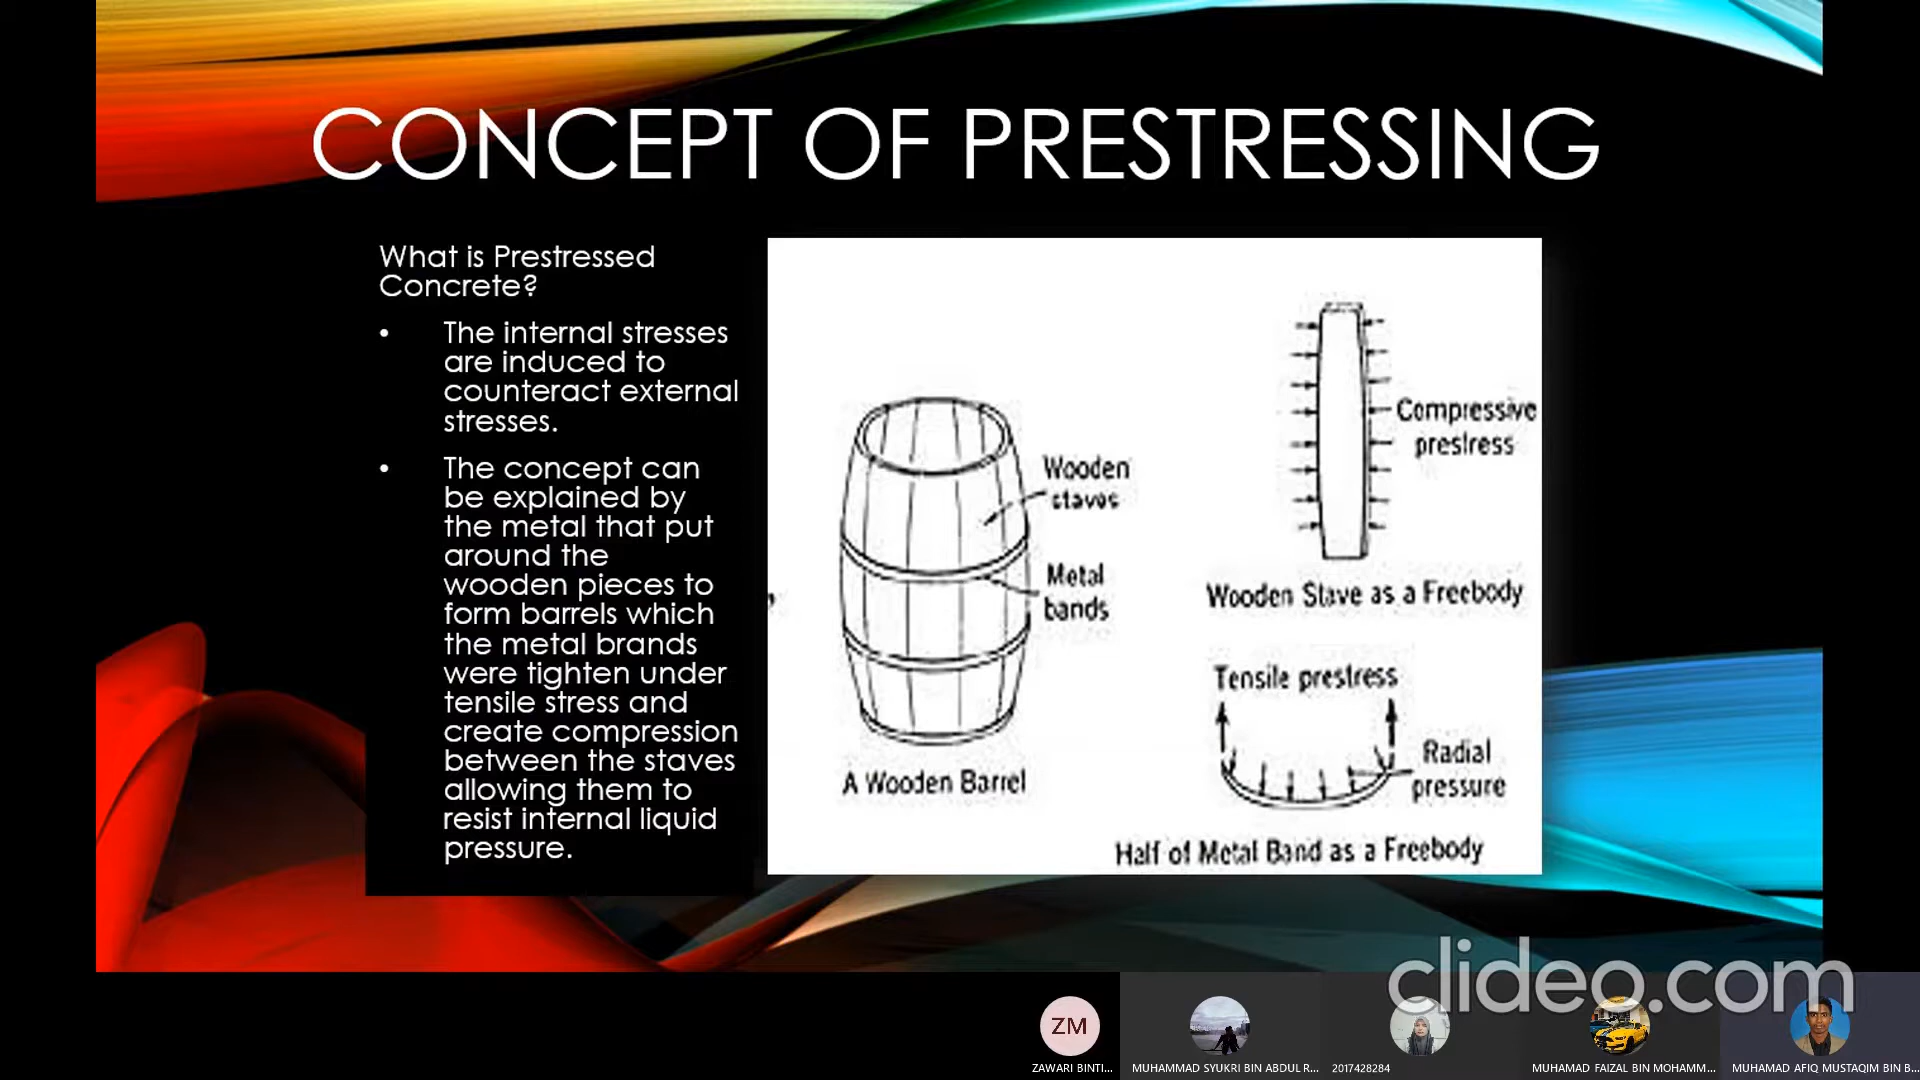 CONCEPT OF PRESTRESSING
What is Prestressed
Concrete?
• The internal stresses
are induced to
counteract external
stresses.
• The concept can
be explained by
the metal that put
around the
wooden pieces to
form barrels which
the metal brands
were tighten under
tensile stress and
create compression
between the staves
allowing them to
resist internal liquid
pressure.
Wooden
staves
Metal
bands
A Wooden Barrel
Compressive
prestress
Wooden Stave as a Freebody
Tensile prestress
Radial
pressure
Half of Metal Band as a Freebody
clideo.com
ZM
ZAWARI BINTI...
MUHAMMAD SYUKRI BIN ABDUL R...
2017428284
MUHAMAD FAIZAL BIN MOHAMM...
MUHAMAD AFIQ MUSTAQIM BIN B...